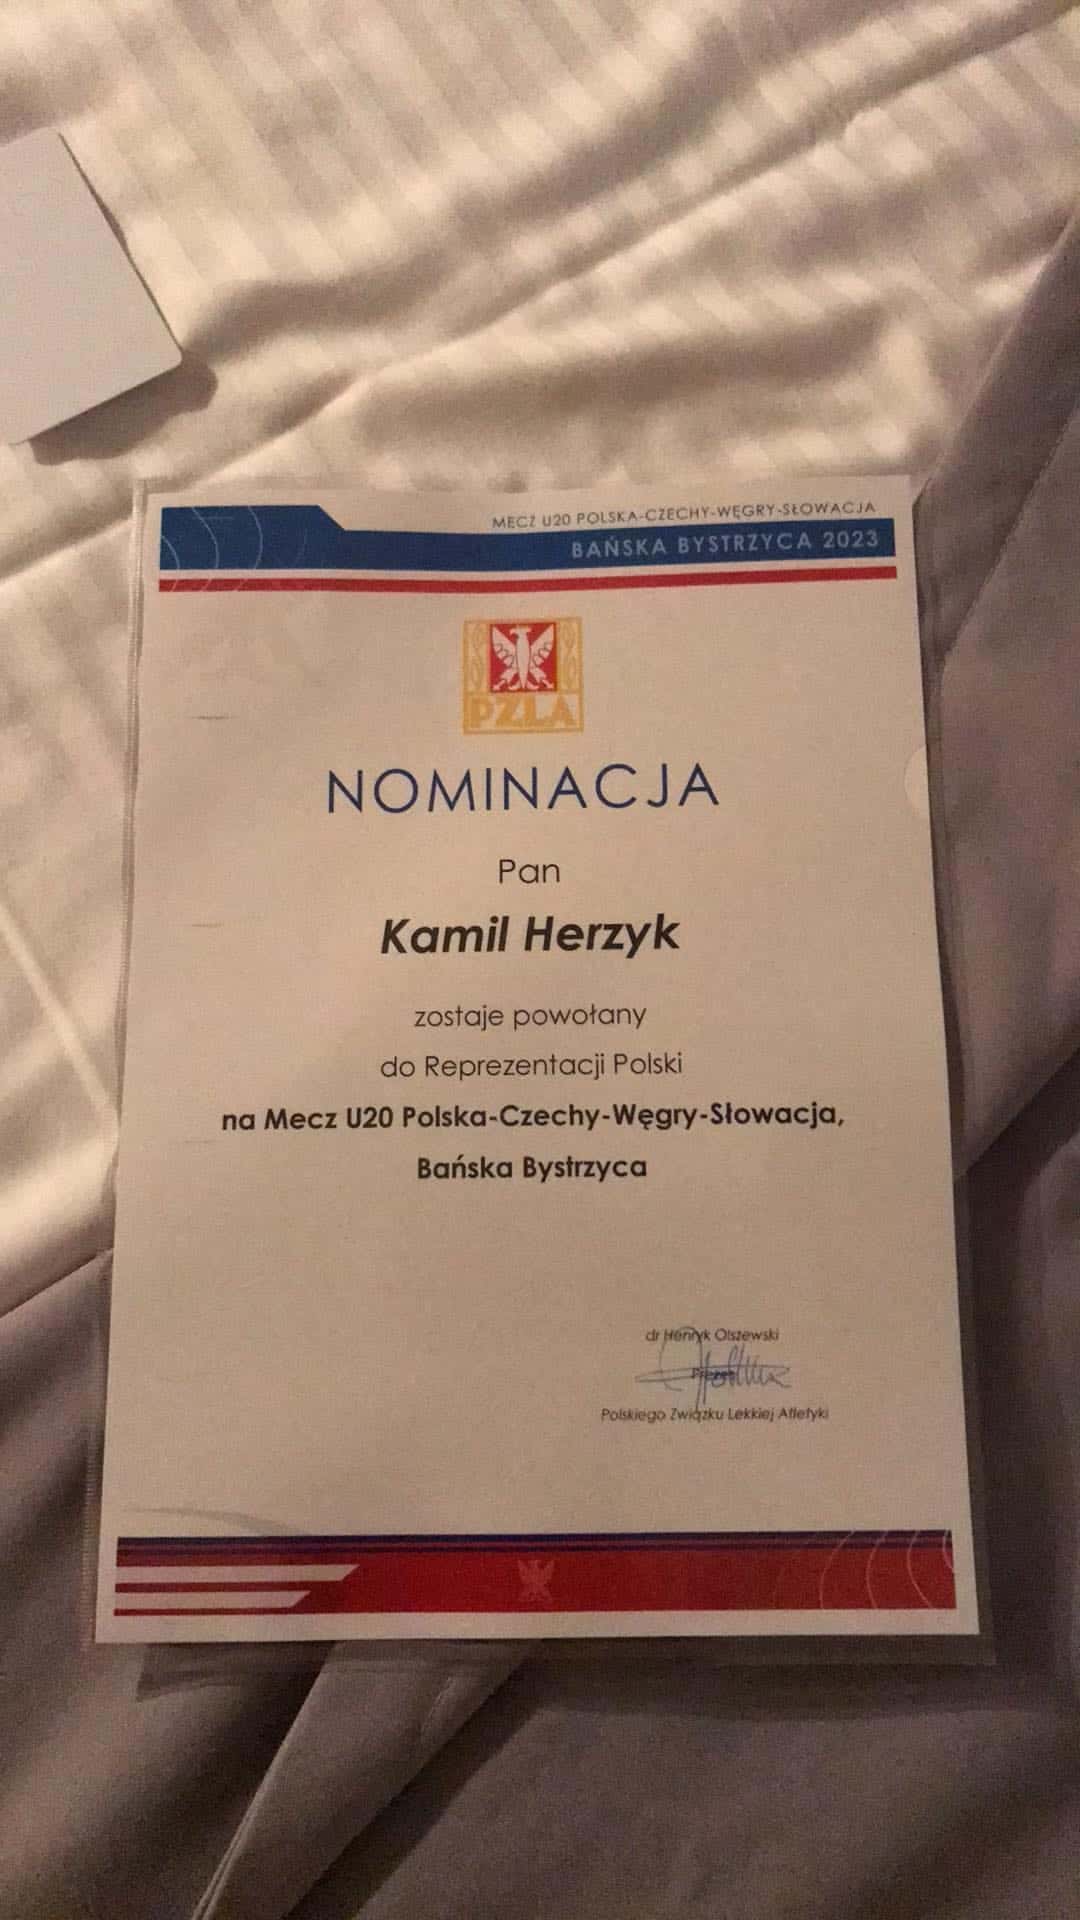 MECZ U20 POLSKA-CZECHY-WĘGRY-SŁOWACJA
BAŃSKA BYSTRZYCA 2023
PZLA
NOMINACJA
Pan
Kamil Herzyk
zostaje powołany
do Reprezentacji Polski
na Mecz U20 Polska-Czechy-Węgry-Słowacja,
Bańska Bystrzyca
dr Henryk Olszewski
Prezes
Polskiego Związku Lekkiej Atletyki